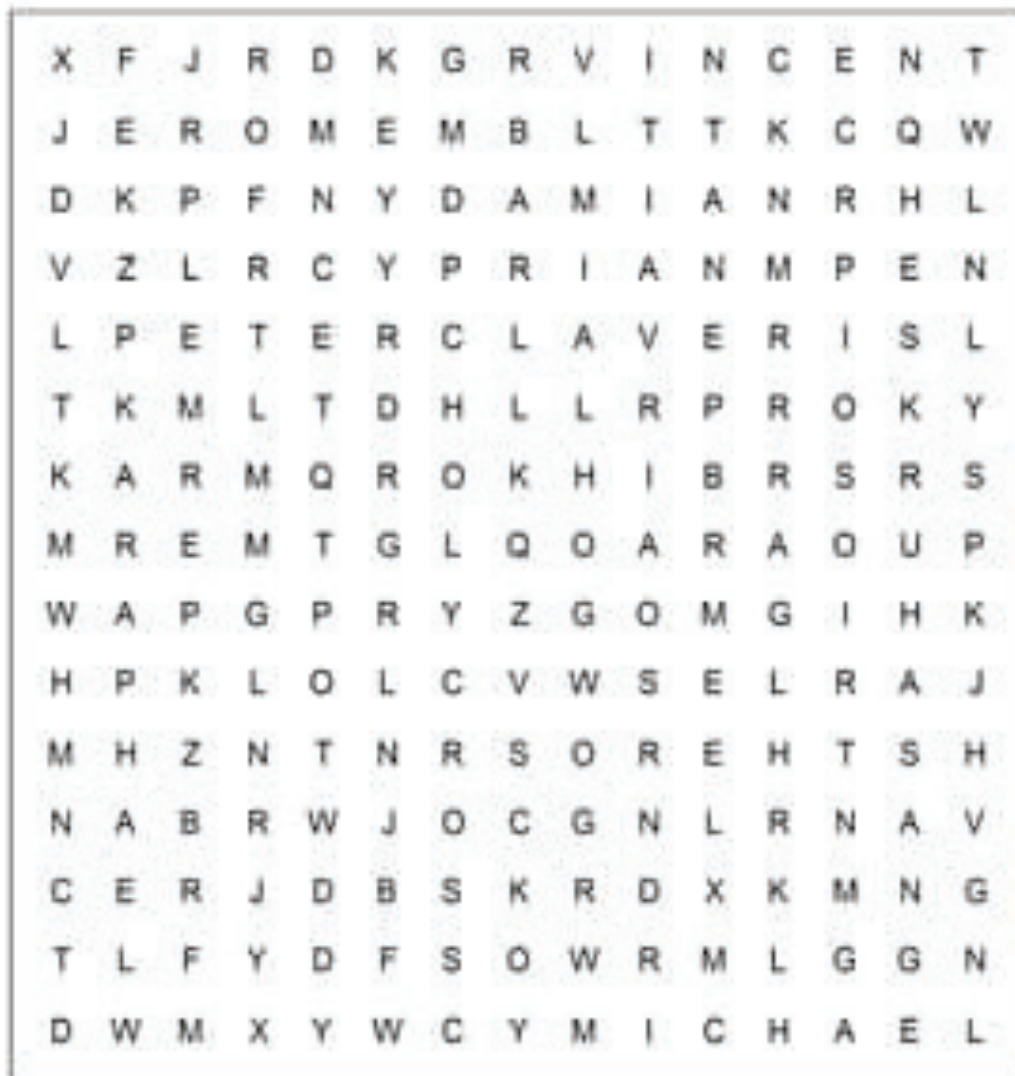 X F J R D K G R V I N C E N T
J E R O M E M B L T T K C Q W
D K P F N Y D A M I A N R H L
V Z L R C Y P R I A N M P E N
L P E T E R C L A V E R I S L
T K M L T D H L L R P R O K Y
K A R M Q R O K H I B R S R S
M R E M T G L Q O A R A O U P
W A P G P R Y Z G O M G I H K
H P K L O L C V W S E L R A J
M H Z N T N R S O R E H T S H
N A B R W J O C G N L R N A V
C E R J D B S K R D X K M N G
T L F Y D F S O W R M L G G N
D W M X Y W C Y M I C H A E L